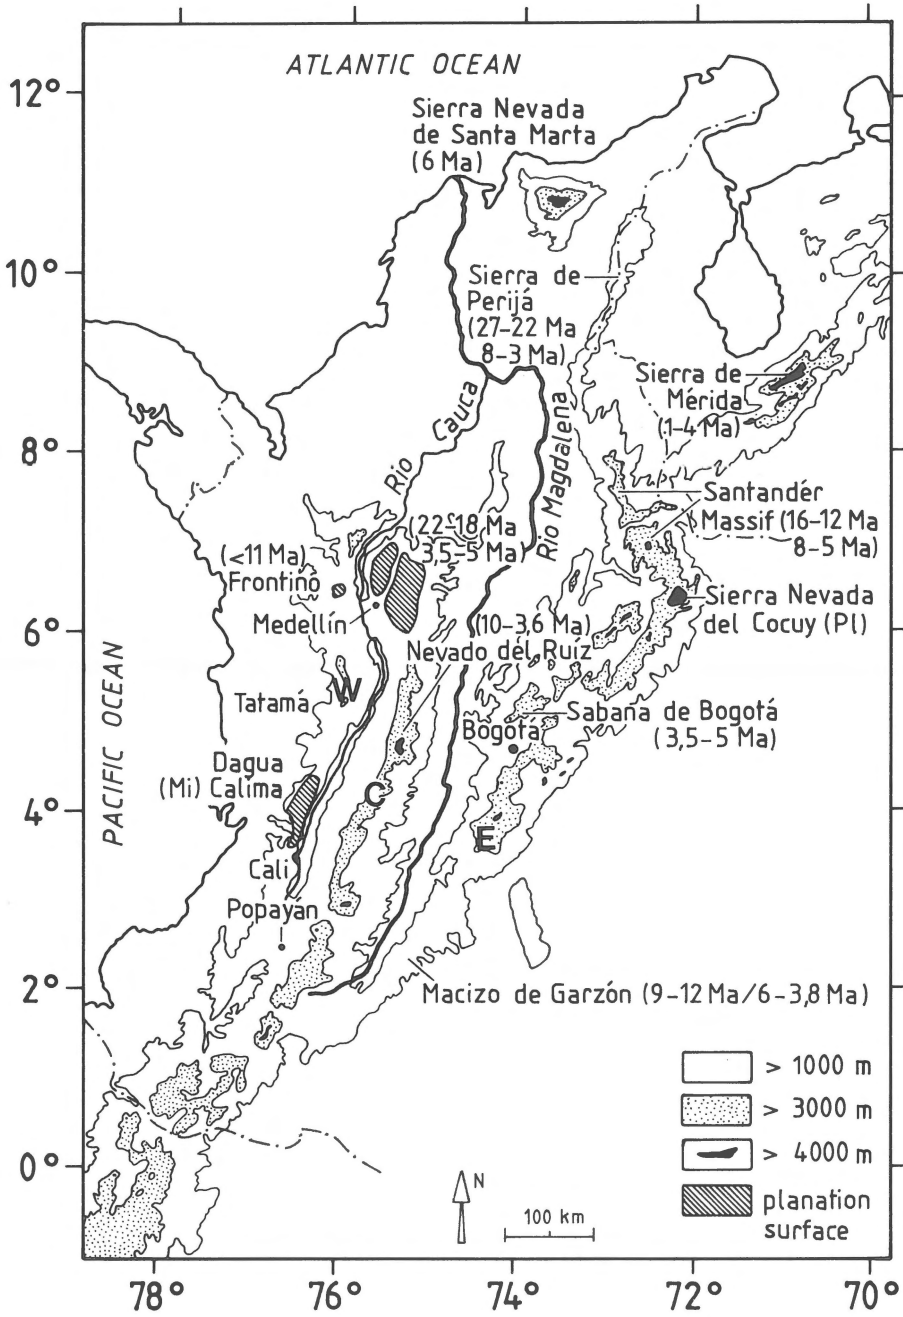 ATLANTIC OCEAN
12°
Sierra Nevada
de Santa Marta
(6 Ma)
10°
Sierra de
Perijá
(27–22 Ma
8–3 Ma)
Sierra de
Mérida
(1–4 Ma)
Rio Cauca
Rio Magdalena
8°
Santandér
Massif (16–12 Ma
8–5 Ma)
(22–18 Ma
3,5–5 Ma)
(<11 Ma)
Frontino
Medellín
Sierra Nevada
del Cocuy (Pl)
6°
(10–3,6 Ma)
Nevado del Ruíz
PACIFIC OCEAN
W
Tatamá
Sabana de Bogotá
(3,5–5 Ma)
Bogotá
Dagua
(Mi) Calima
C
4°
E
Cali
Popayán
2°
Macizo de Garzón (9–12 Ma/6–3,8 Ma)
> 1000 m
> 3000 m
> 4000 m
planation
surface
0°
N
100 km
78°
76°
74°
72°
70°